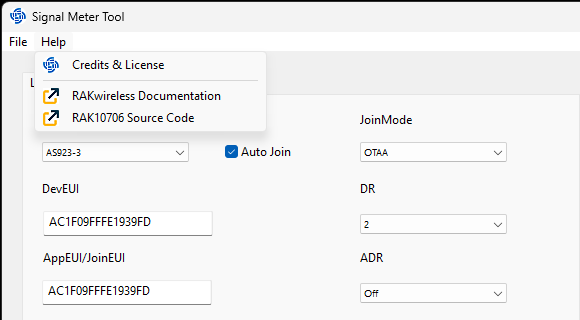 Signal Meter Tool
File Help
Credits & License
RAKwireless Documentation
RAK10706 Source Code
JoinMode
AS923-3 Auto Join OTAA
DevEUI DR
AC1F09FFFE1939FD 2
AppEUI/JoinEUI ADR
AC1F09FFFE1939FD Off